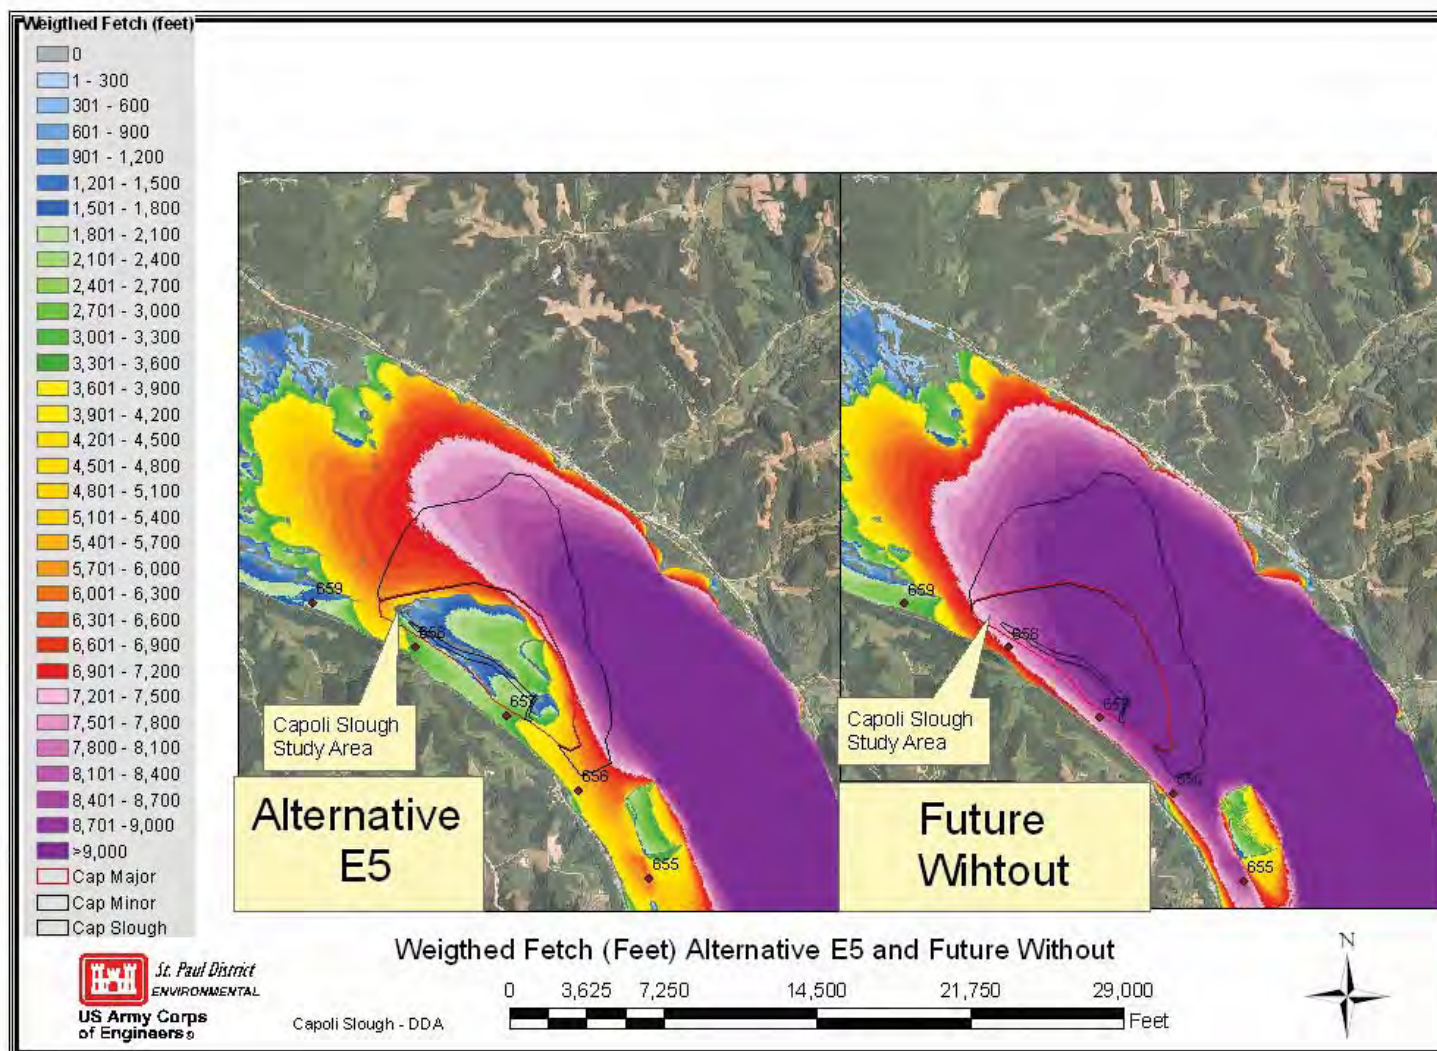 Weigthed Fetch (feet)
0
1 - 300
301 - 600
601 - 900
901 - 1,200
1,201 - 1,500
1,501 - 1,800
1,801 - 2,100
2,101 - 2,400
2,401 - 2,700
2,701 - 3,000
3,001 - 3,300
3,301 - 3,600
3,601 - 3,900
3,901 - 4,200
4,201 - 4,500
4,501 - 4,800
4,801 - 5,100
5,101 - 5,400
5,401 - 5,700
5,701 - 6,000
6,001 - 6,300
6,301 - 6,600
6,601 - 6,900
6,901 - 7,200
7,201 - 7,500
7,501 - 7,800
7,800 - 8,100
8,101 - 8,400
8,401 - 8,700
8,701 -9,000
>9,000
Cap Major
Cap Minor
Cap Slough
659
658
657
656
655
Capoli Slough
Study Area
Alternative
E5
659
658
657
656
655
Capoli Slough
Study Area
Future
Wihtout
Weigthed Fetch (Feet) Alternative E5 and Future Without
0 3,625 7,250 14,500 21,750 29,000
Feet
N
St. Paul District
ENVIRONMENTAL
US Army Corps
of Engineers®
Capoli Slough - DDA